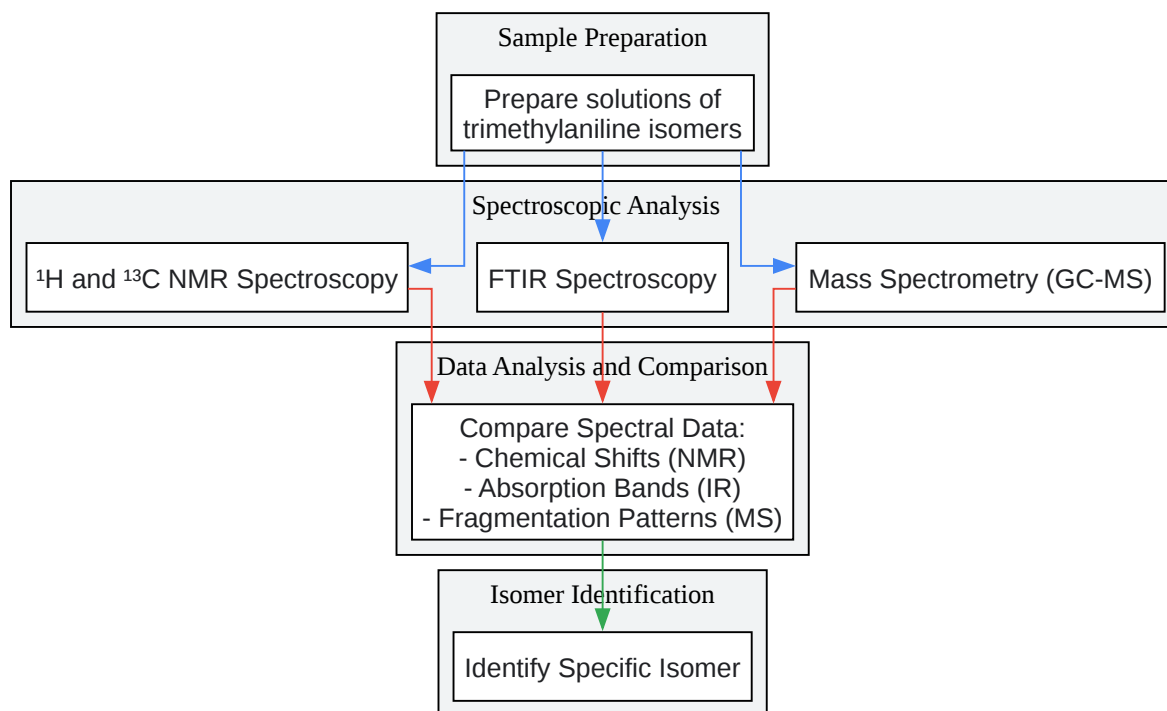 Sample Preparation
Prepare solutions of
trimethylaniline isomers
Spectroscopic Analysis
¹H and ¹³C NMR Spectroscopy
FTIR Spectroscopy
Mass Spectrometry (GC-MS)
Data Analysis and Comparison
Compare Spectral Data:
- Chemical Shifts (NMR)
- Absorption Bands (IR)
- Fragmentation Patterns (MS)
Isomer Identification
Identify Specific Isomer